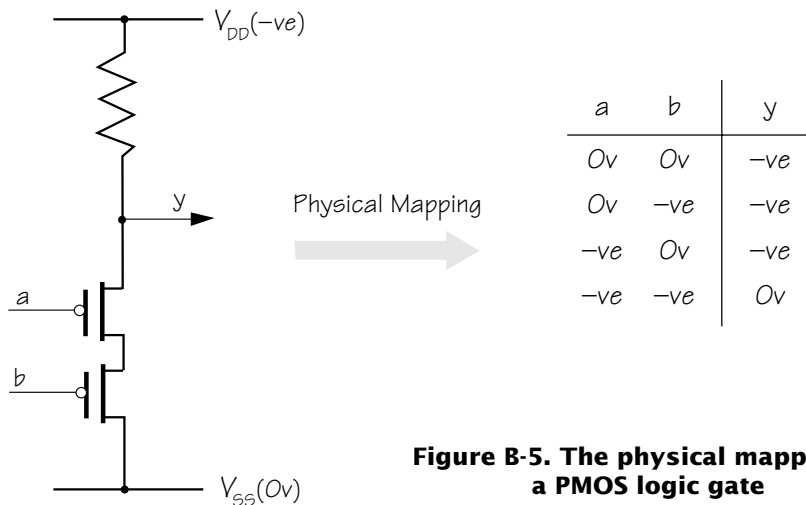 V_DD(−ve)
a b y
0v 0v −ve
0v −ve −ve
−ve 0v −ve
−ve −ve 0v
y
Physical Mapping
a
b
V_SS(0v)
Figure B-5. The physical mapp
a PMOS logic gate